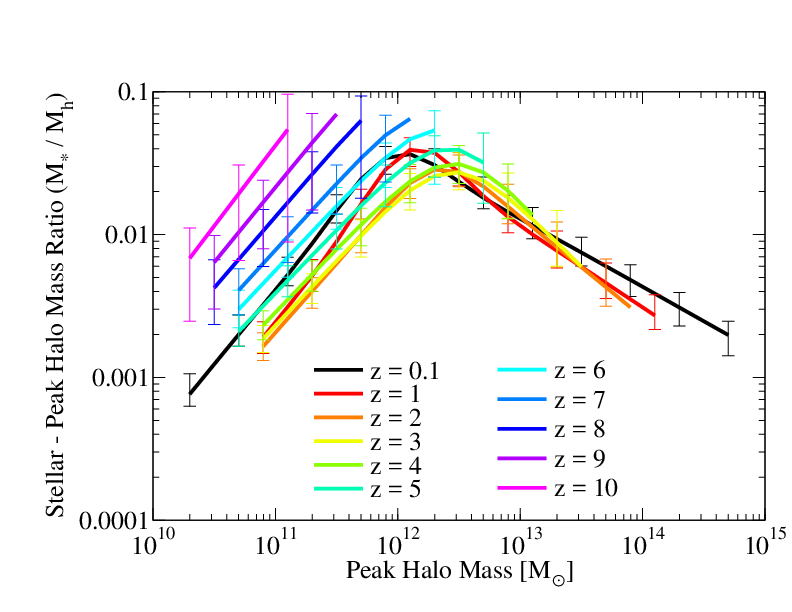 0.1
0.01
0.001
0.0001
Stellar - Peak Halo Mass Ratio (M* / Mh)
z = 0.1
z = 1
z = 2
z = 3
z = 4
z = 5
z = 6
z = 7
z = 8
z = 9
z = 10
10^10 10^11 10^12 10^13 10^14 10^15
Peak Halo Mass [M⊙]